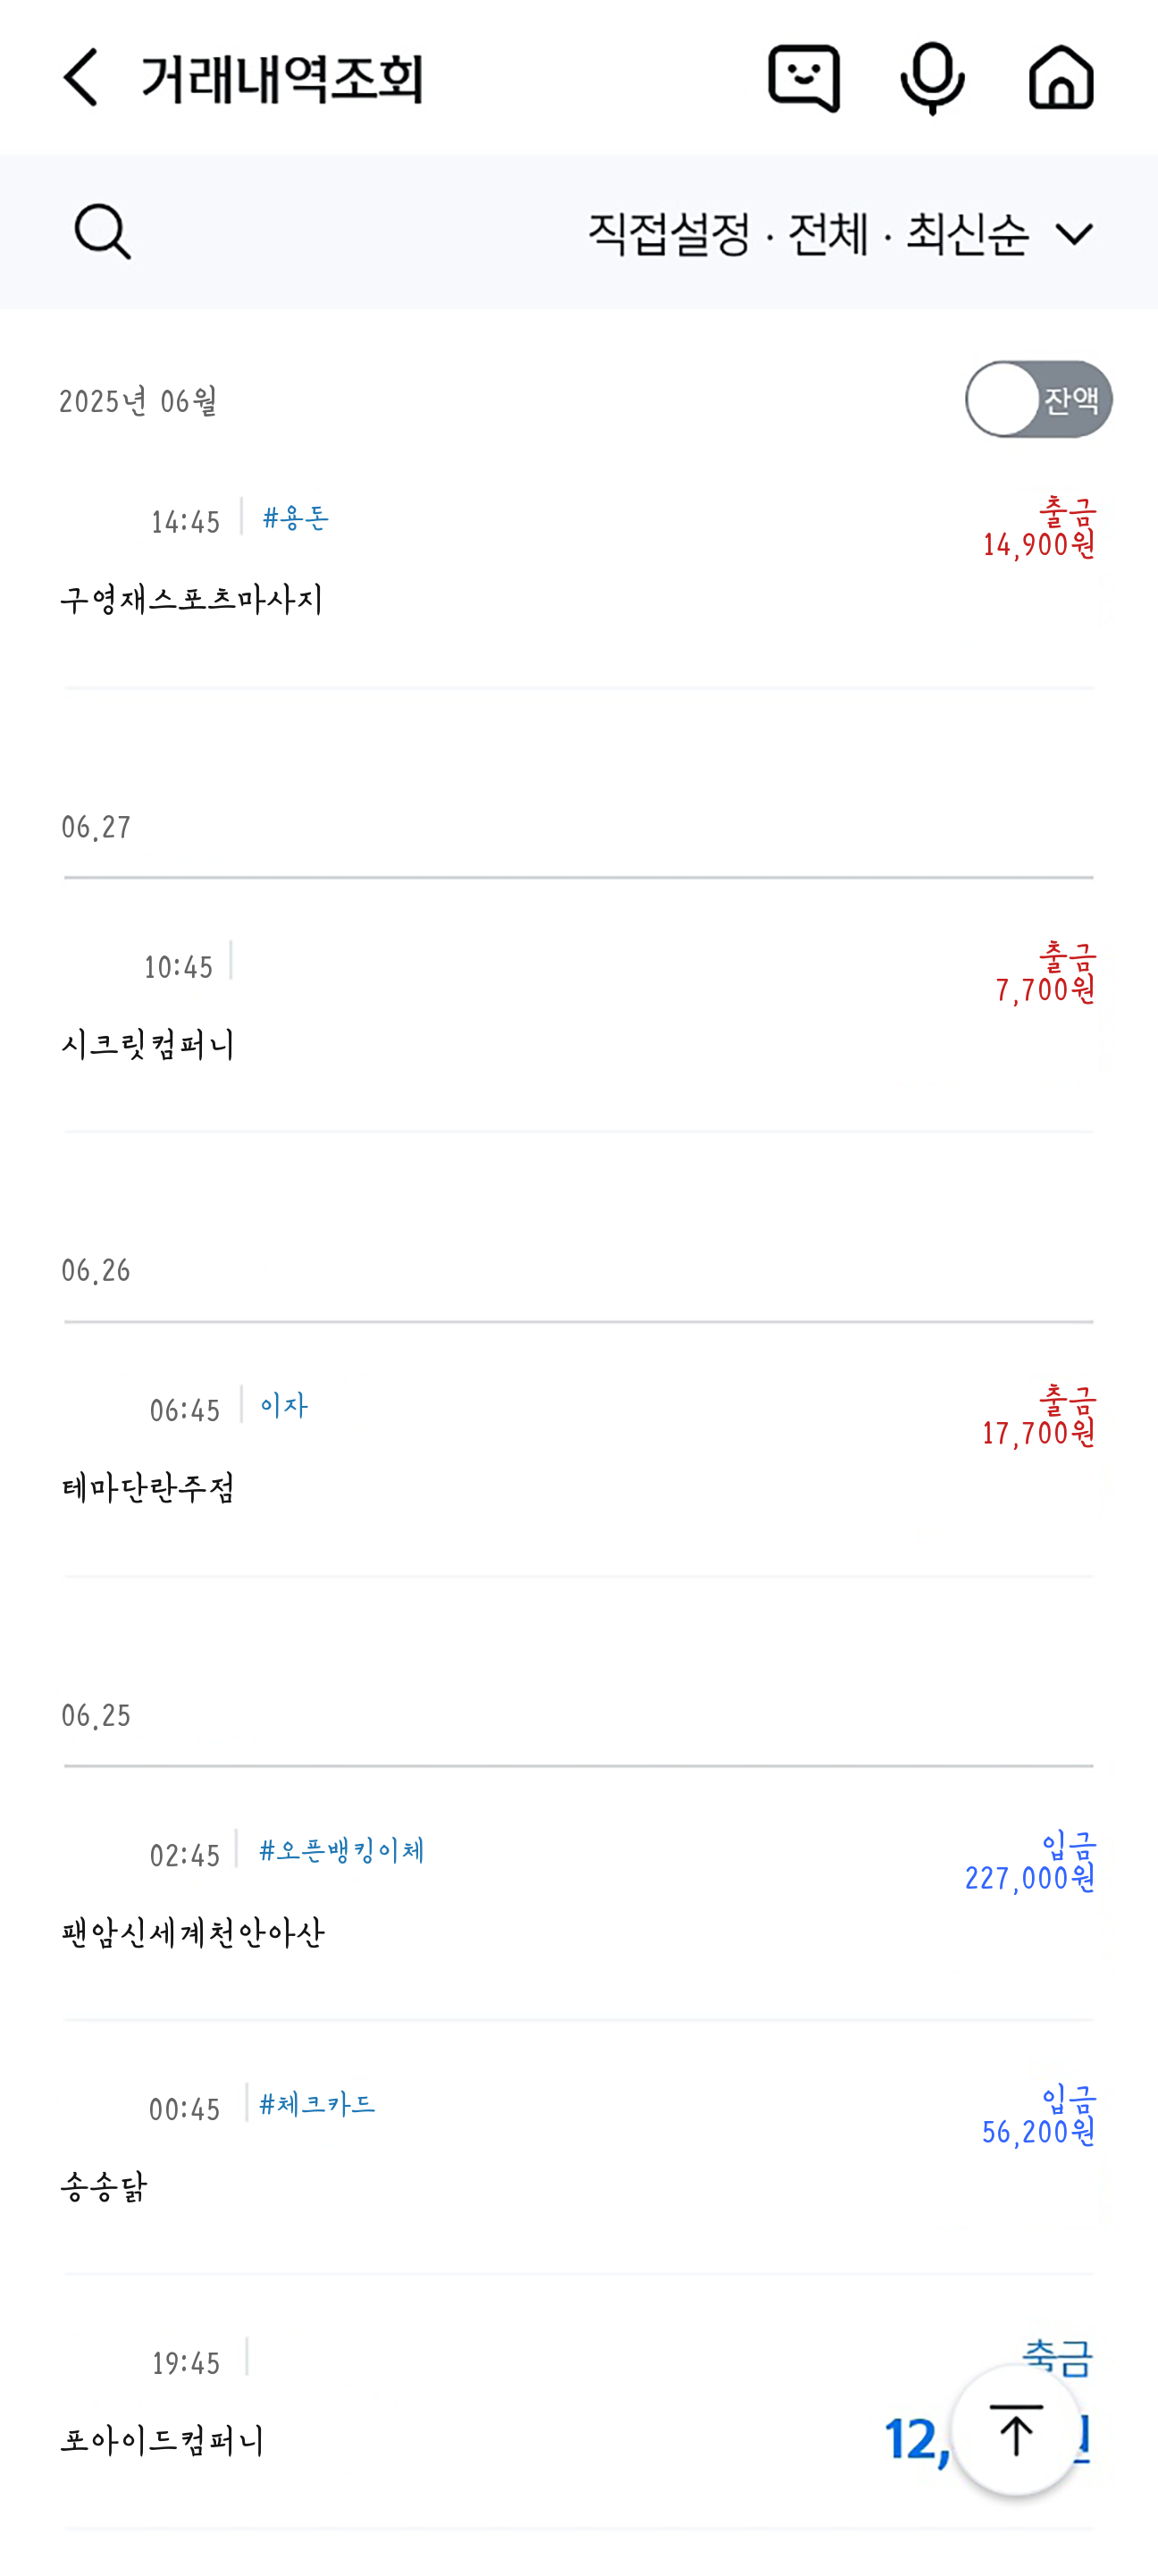 거래내역조회
직접설정 · 전체 · 최신순
2025년 06월
잔액
14:45 #용돈
출금
14,900원
구영재스포츠마사지
06.27
10:45
출금
7,700원
시크릿컴퍼니
06.26
06:45 이자
출금
17,700원
테마단란주점
06.25
02:45 #오픈뱅킹이체
입금
227,000원
팬암신세계천안아산
00:45 #체크카드
입금
56,200원
송송닭
19:45
포아이드컴퍼니
12,